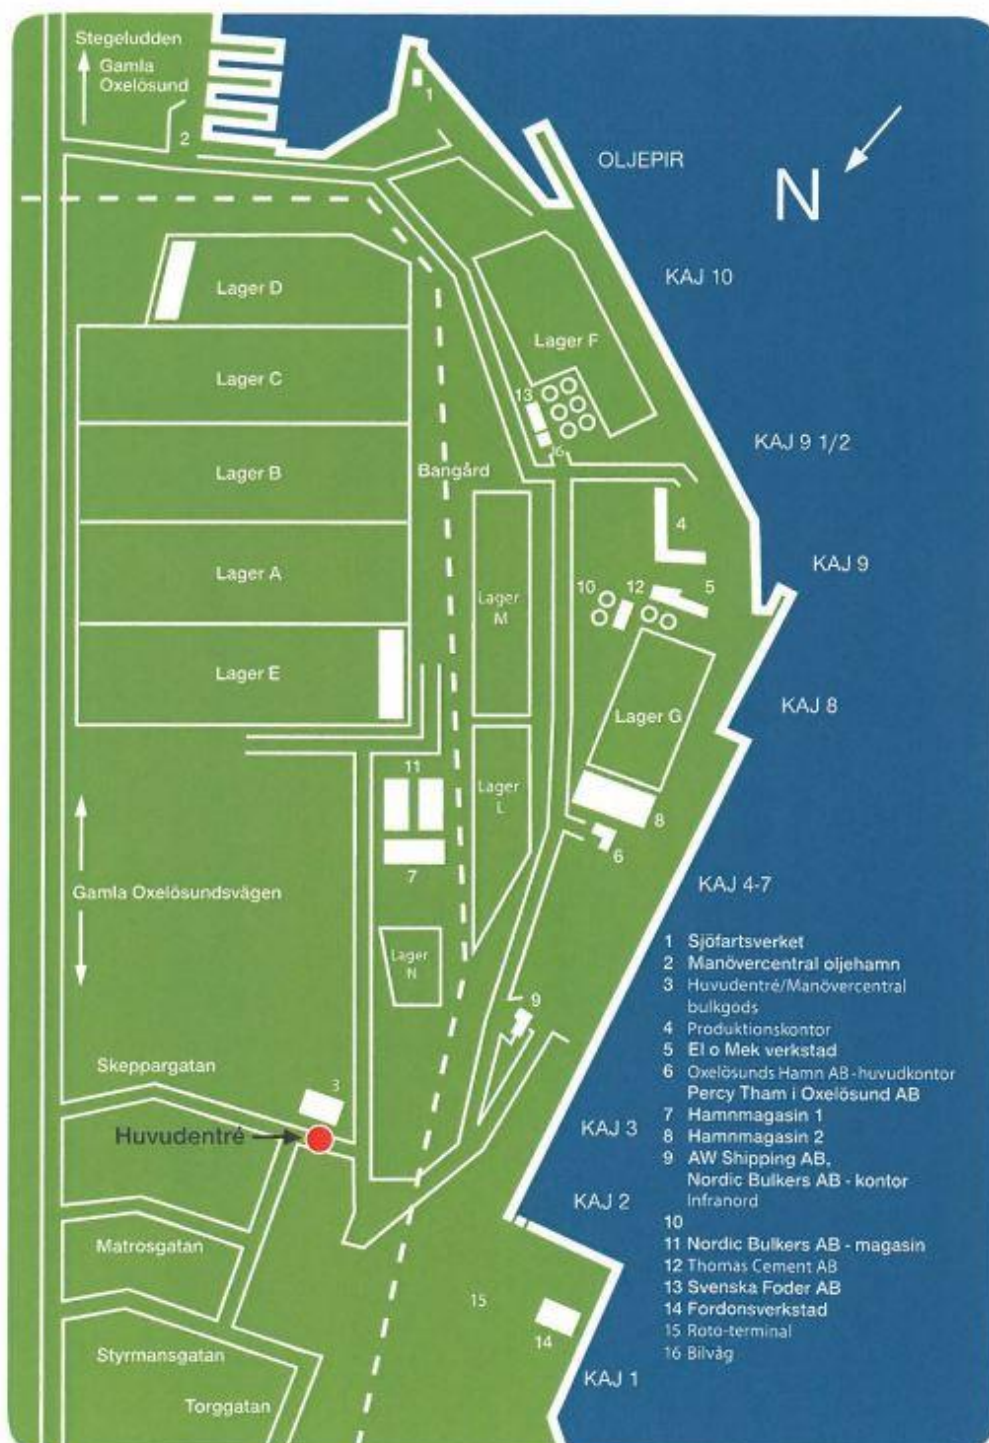 Stegeludden
Gamla
Oxelösund
1
2
OLJEPIR
N
KAJ 10
Lager D
Lager F
Lager C
13
KAJ 9 1/2
16
Lager B
Bangård
4
KAJ 9
Lager A
10
12
5
Lager
M
Lager E
KAJ 8
Lager G
11
Lager
L
8
6
7
KAJ 4-7
Gamla Oxelösundsvägen
Lager
N
9
1 Sjöfartsverket
2 Manövercentral oljehamn
3 Huvudentré/Manövercentral
bulkgods
4 Produktionskontor
5 El o Mek verkstad
6 Oxelösunds Hamn AB - huvudkontor
Percy Tham i Oxelösund AB
7 Hamnmagasin 1
8 Hamnmagasin 2
9 AW Shipping AB,
Nordic Bulkers AB - kontor
Infranord
10
11 Nordic Bulkers AB - magasin
12 Thomas Cement AB
13 Svenska Foder AB
14 Fordonsverkstad
15 Roto-terminal
16 Bilvåg
Skeppargatan
3
Huvudentré
KAJ 3
KAJ 2
Matrosgatan
15
14
Styrmansgatan
KAJ 1
Torggatan